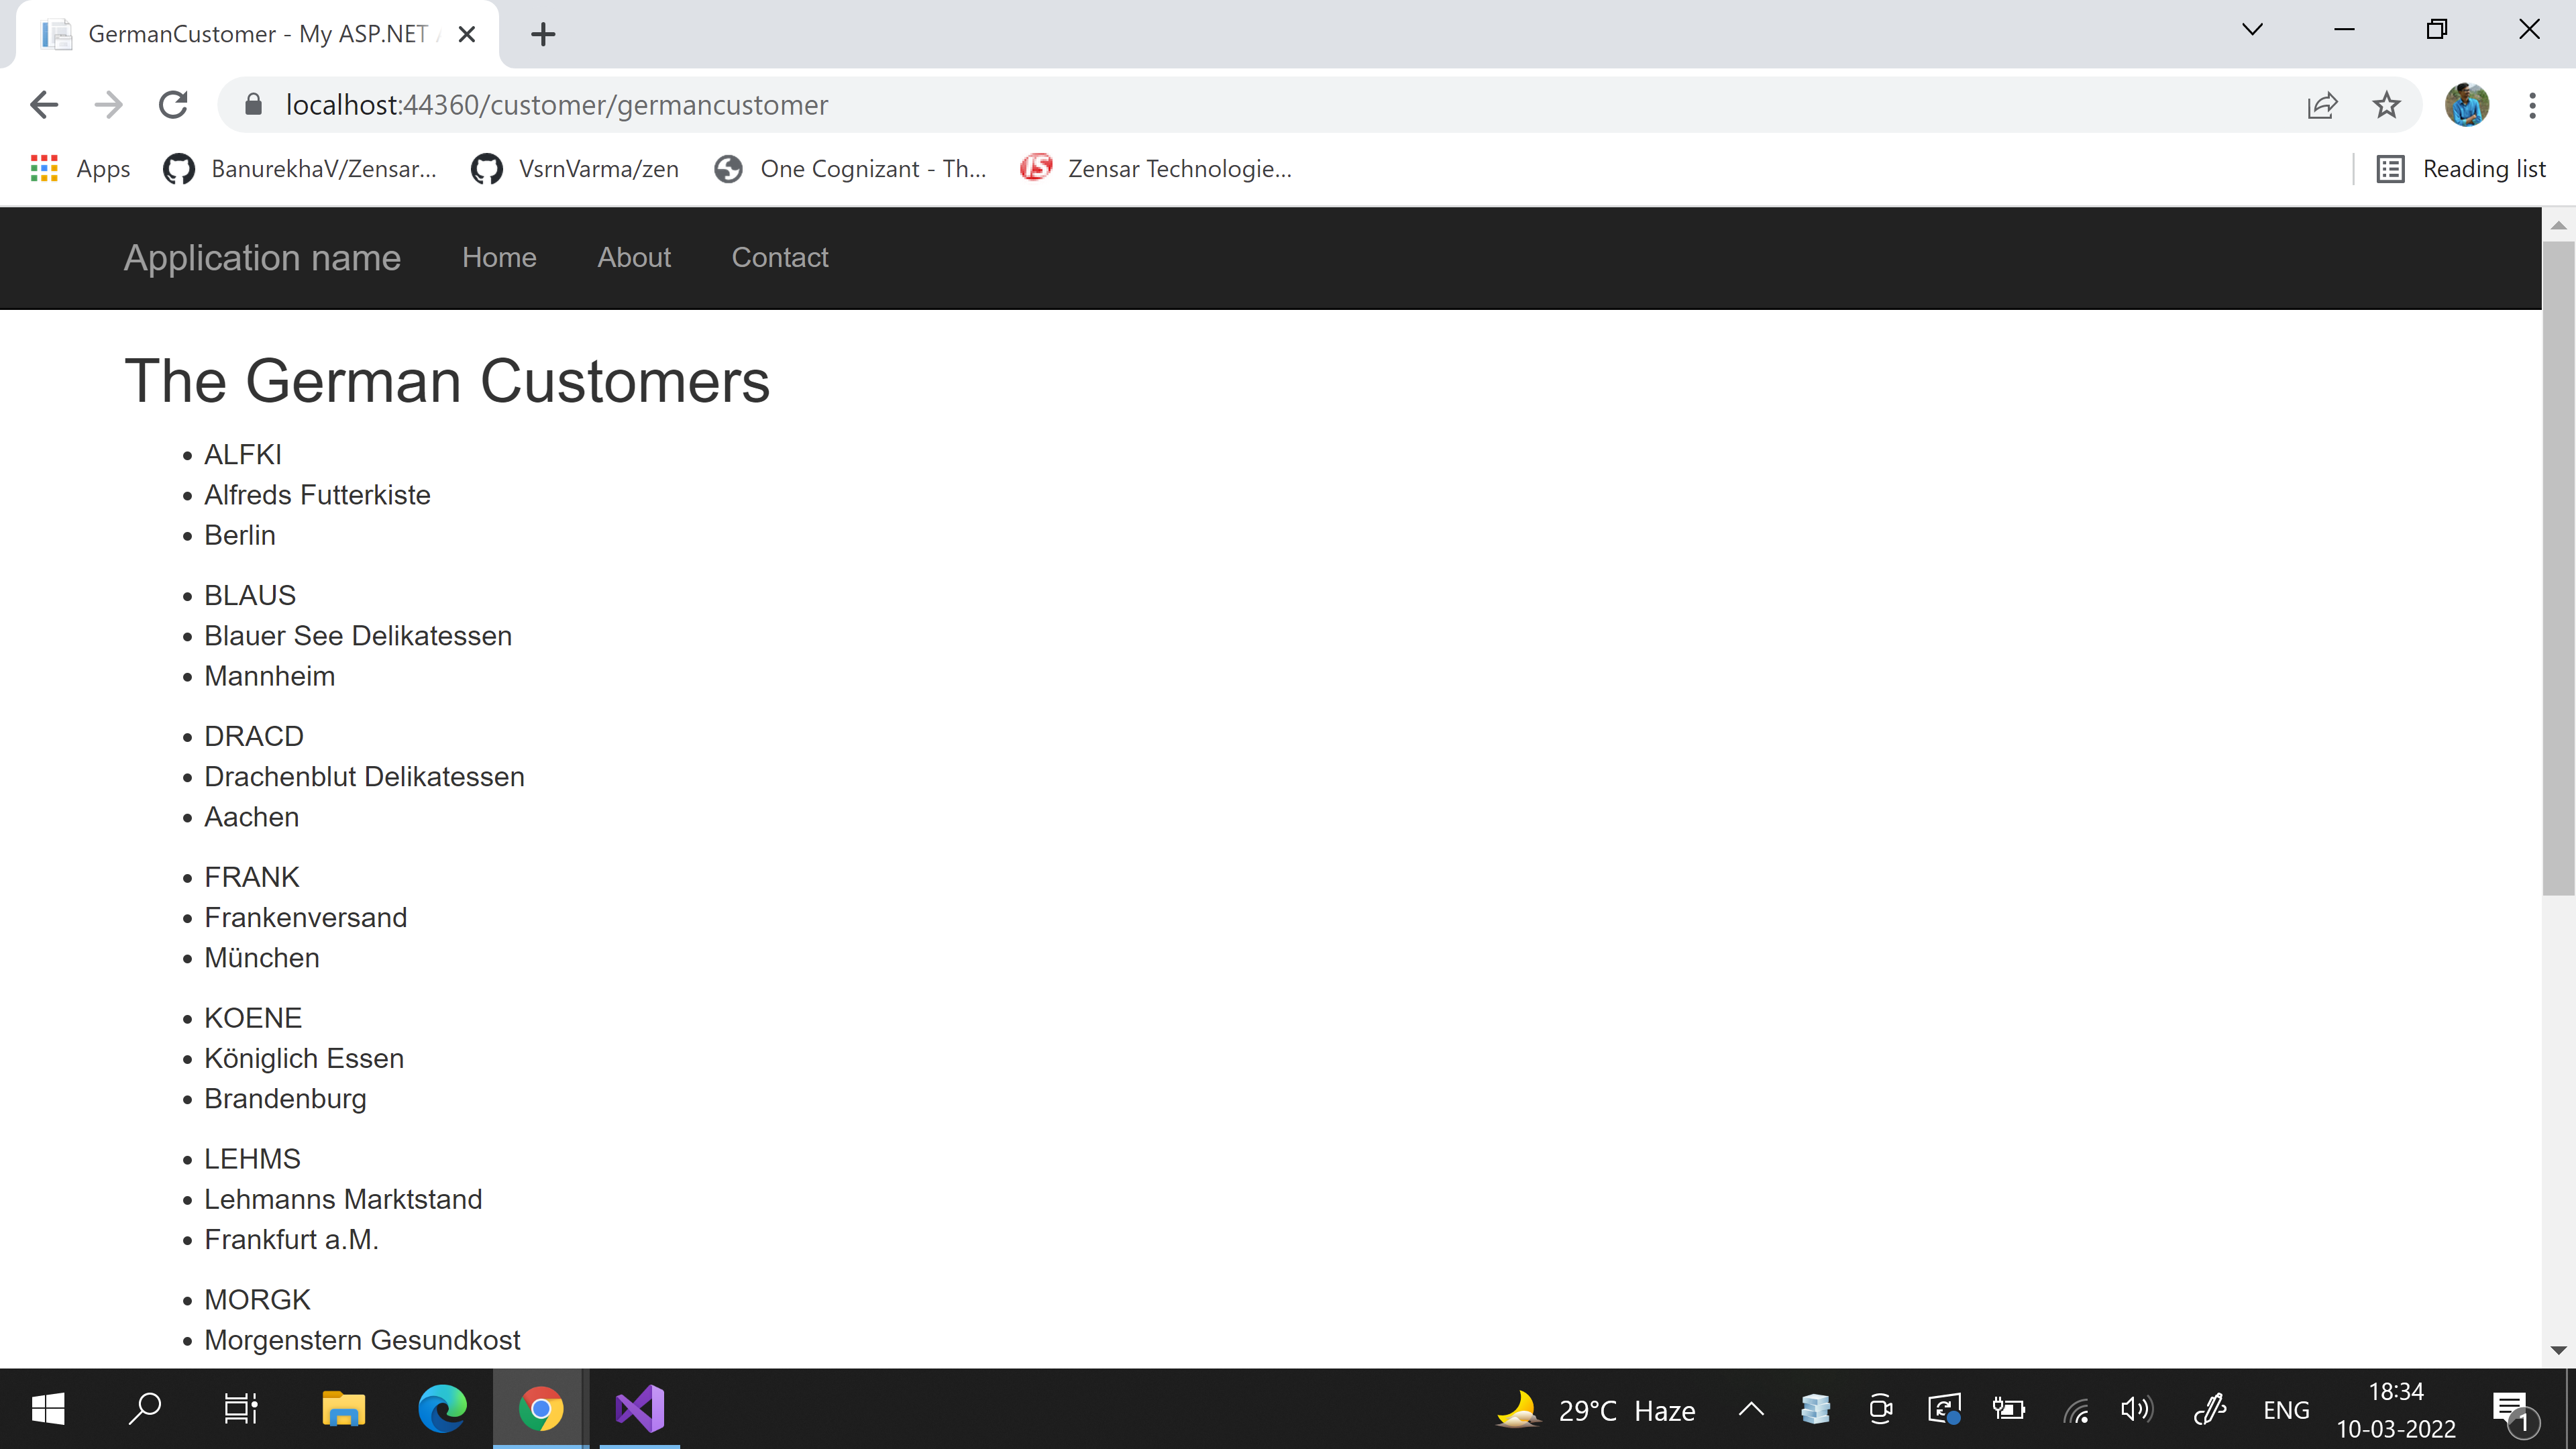 GermanCustomer - My ASP.NET
localhost:44360/customer/germancustomer
Apps BanurekhaV/Zensar... VsrnVarma/zen One Cognizant - Th... Zensar Technologie... Reading list
Application name Home About Contact
The German Customers
ALFKI
Alfreds Futterkiste
Berlin
BLAUS
Blauer See Delikatessen
Mannheim
DRACD
Drachenblut Delikatessen
Aachen
FRANK
Frankenversand
München
KOENE
Königlich Essen
Brandenburg
LEHMS
Lehmanns Marktstand
Frankfurt a.M.
MORGK
Morgenstern Gesundkost
29°C Haze ENG 18:34
10-03-2022 1